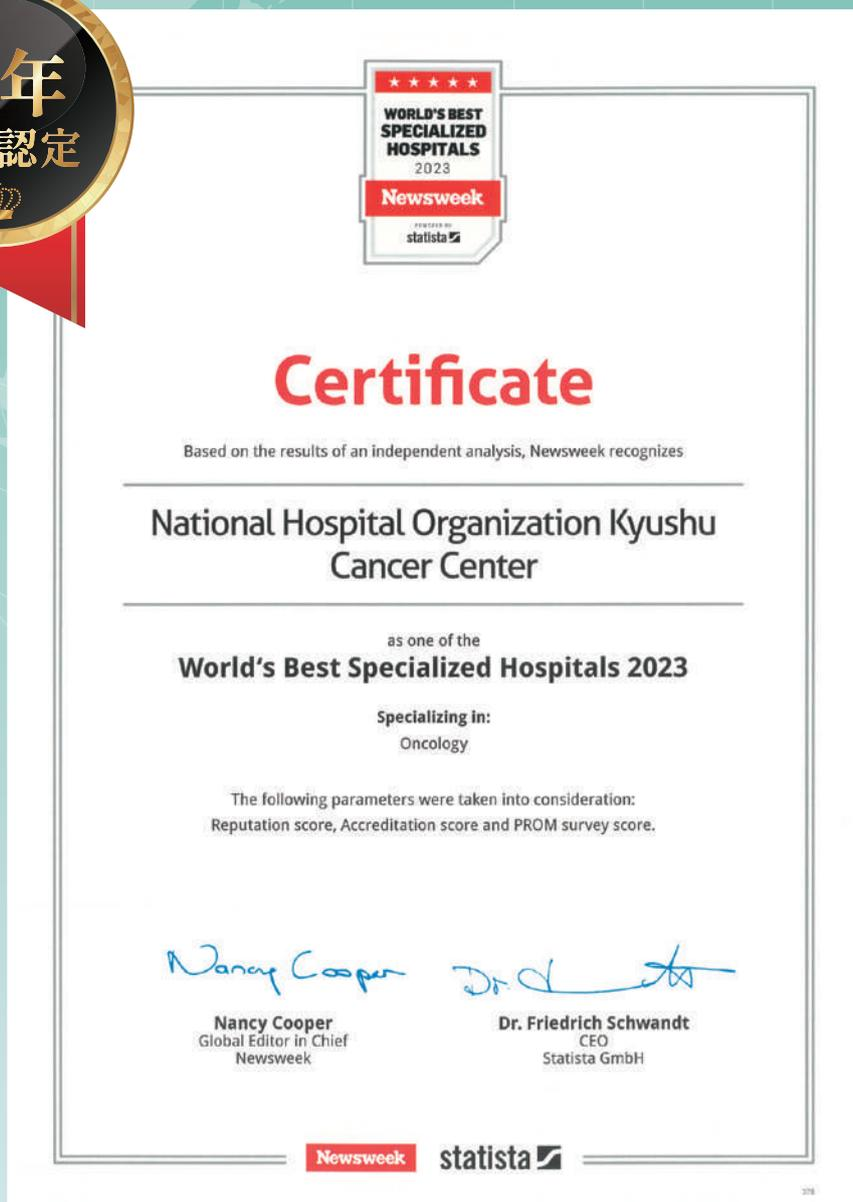 年
認定
WORLD'S BEST
SPECIALIZED
HOSPITALS
2023
Newsweek
POWERED BY
statista
Certificate
Based on the results of an independent analysis, Newsweek recognizes
National Hospital Organization Kyushu
Cancer Center
as one of the
World's Best Specialized Hospitals 2023
Specializing in:
Oncology
The following parameters were taken into consideration:
Reputation score, Accreditation score and PROM survey score.
Nancy Cooper
Dr.
Nancy Cooper
Global Editor in Chief
Newsweek
Dr. Friedrich Schwandt
CEO
Statista GmbH
Newsweek
statista